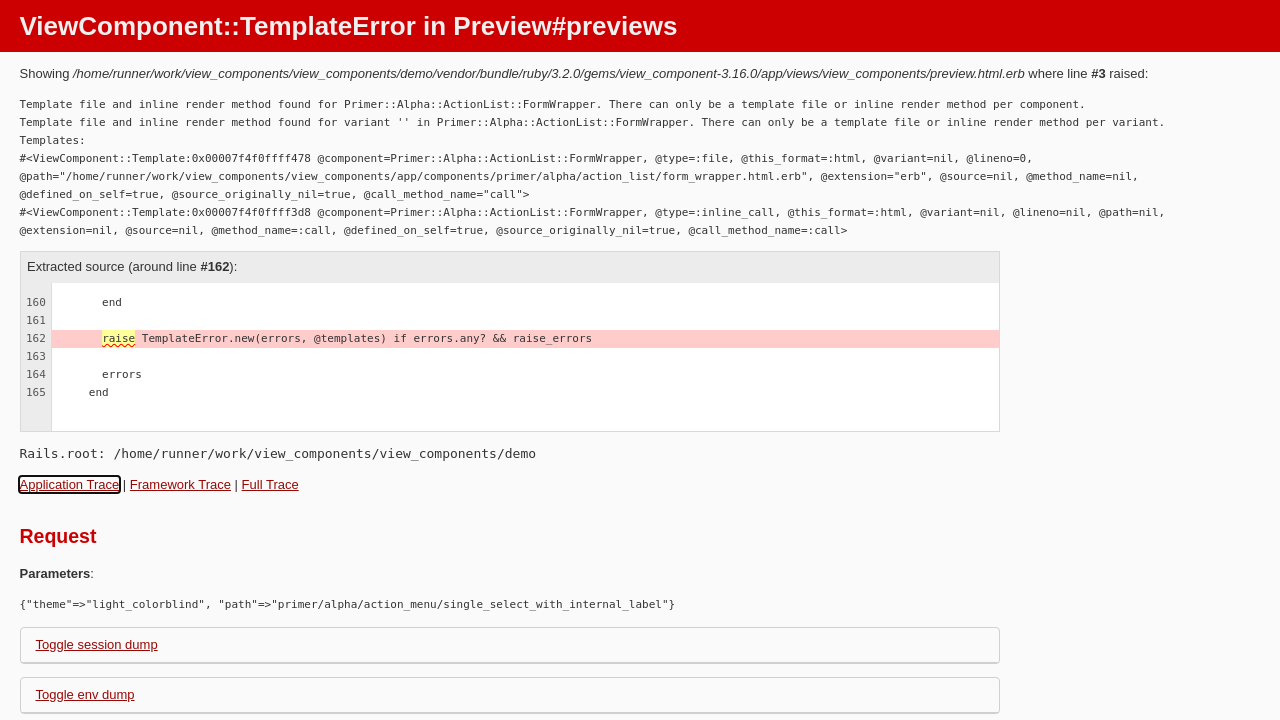 ViewComponent::TemplateError in Preview#previews
Showing /home/runner/work/view_components/view_components/demo/vendor/bundle/ruby/3.2.0/gems/view_component-3.16.0/app/views/view_components/preview.html.erb where line #3 raised:
Template file and inline render method found for Primer::Alpha::ActionList::FormWrapper. There can only be a template file or inline render method per component.
Template file and inline render method found for variant '' in Primer::Alpha::ActionList::FormWrapper. There can only be a template file or inline render method per variant.
Templates:
#<ViewComponent::Template:0x00007f4f0ffff478 @component=Primer::Alpha::ActionList::FormWrapper, @type=:file, @this_format=:html, @variant=nil, @lineno=0,
@path="/home/runner/work/view_components/view_components/app/components/primer/alpha/action_list/form_wrapper.html.erb", @extension="erb", @source=nil, @method_name=nil,
@defined_on_self=true, @source_originally_nil=true, @call_method_name="call">
#<ViewComponent::Template:0x00007f4f0ffff3d8 @component=Primer::Alpha::ActionList::FormWrapper, @type=:inline_call, @this_format=:html, @variant=nil, @lineno=nil, @path=nil,
@extension=nil, @source=nil, @method_name=:call, @defined_on_self=true, @source_originally_nil=true, @call_method_name=:call>
Extracted source (around line #162):
160 end
161
162 raise TemplateError.new(errors, @templates) if errors.any? && raise_errors
163
164 errors
165 end
Rails.root: /home/runner/work/view_components/view_components/demo
Application Trace | Framework Trace | Full Trace
Request
Parameters:
{"theme"=>"light_colorblind", "path"=>"primer/alpha/action_menu/single_select_with_internal_label"}
Toggle session dump
Toggle env dump